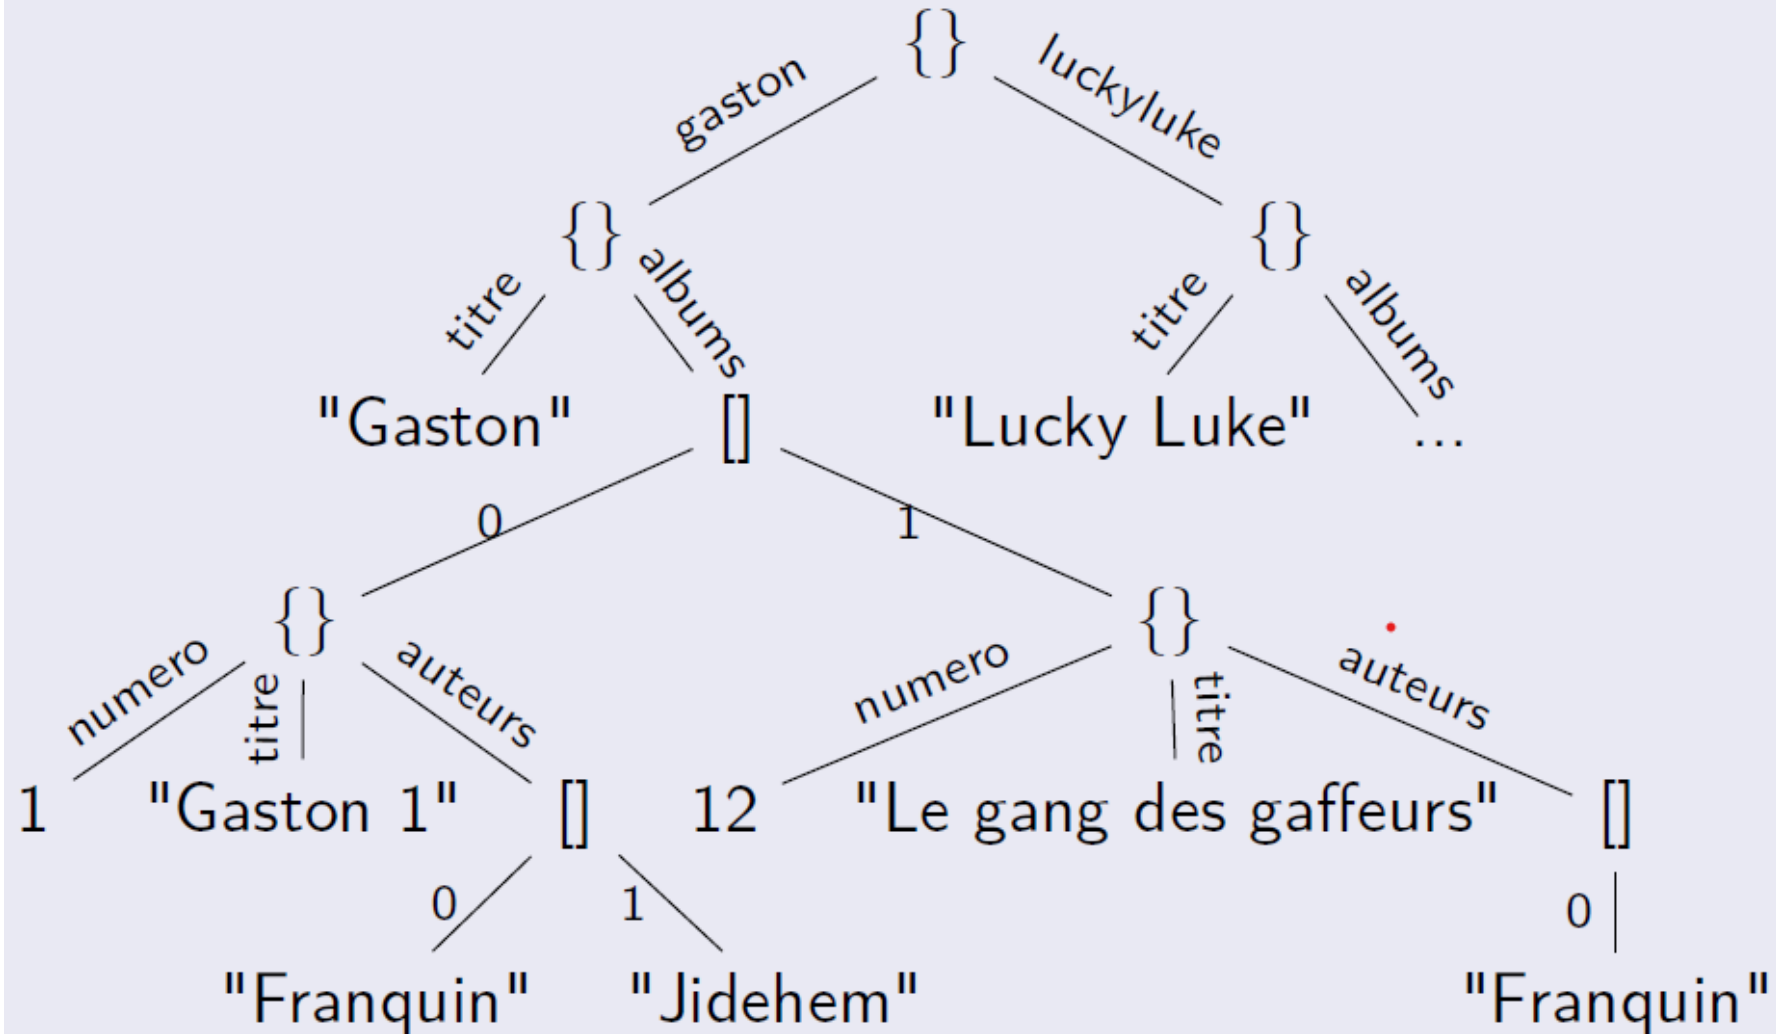 {}
gaston
luckyluke
{} {}
titre albums titre albums
"Gaston" [] "Lucky Luke" ...
0 1
{} {}
numero titre auteurs numero titre auteurs
1 "Gaston 1" [] 12 "Le gang des gaffeurs" []
0 1 0
"Franquin" "Jidehem" "Franquin"